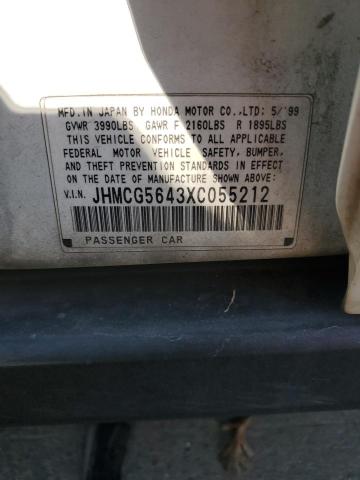 MFD.IN JAPAN BY HONDA MOTOR CO.,LTD: 5/'99
GVWR 3990LBS GAWR F 2160LBS R 1895LBS
THIS VEHICLE CONFORMS TO ALL APPLICABLE
FEDERAL MOTOR VEHICLE SAFETY, BUMPER,
AND THEFT PREVENTION STANDARDS IN EFFECT ON
THE DATE OF MANUFACTURE SHOWN ABOVE:
V.I.N. JHMCG5643XC055212
PASSENGER CAR